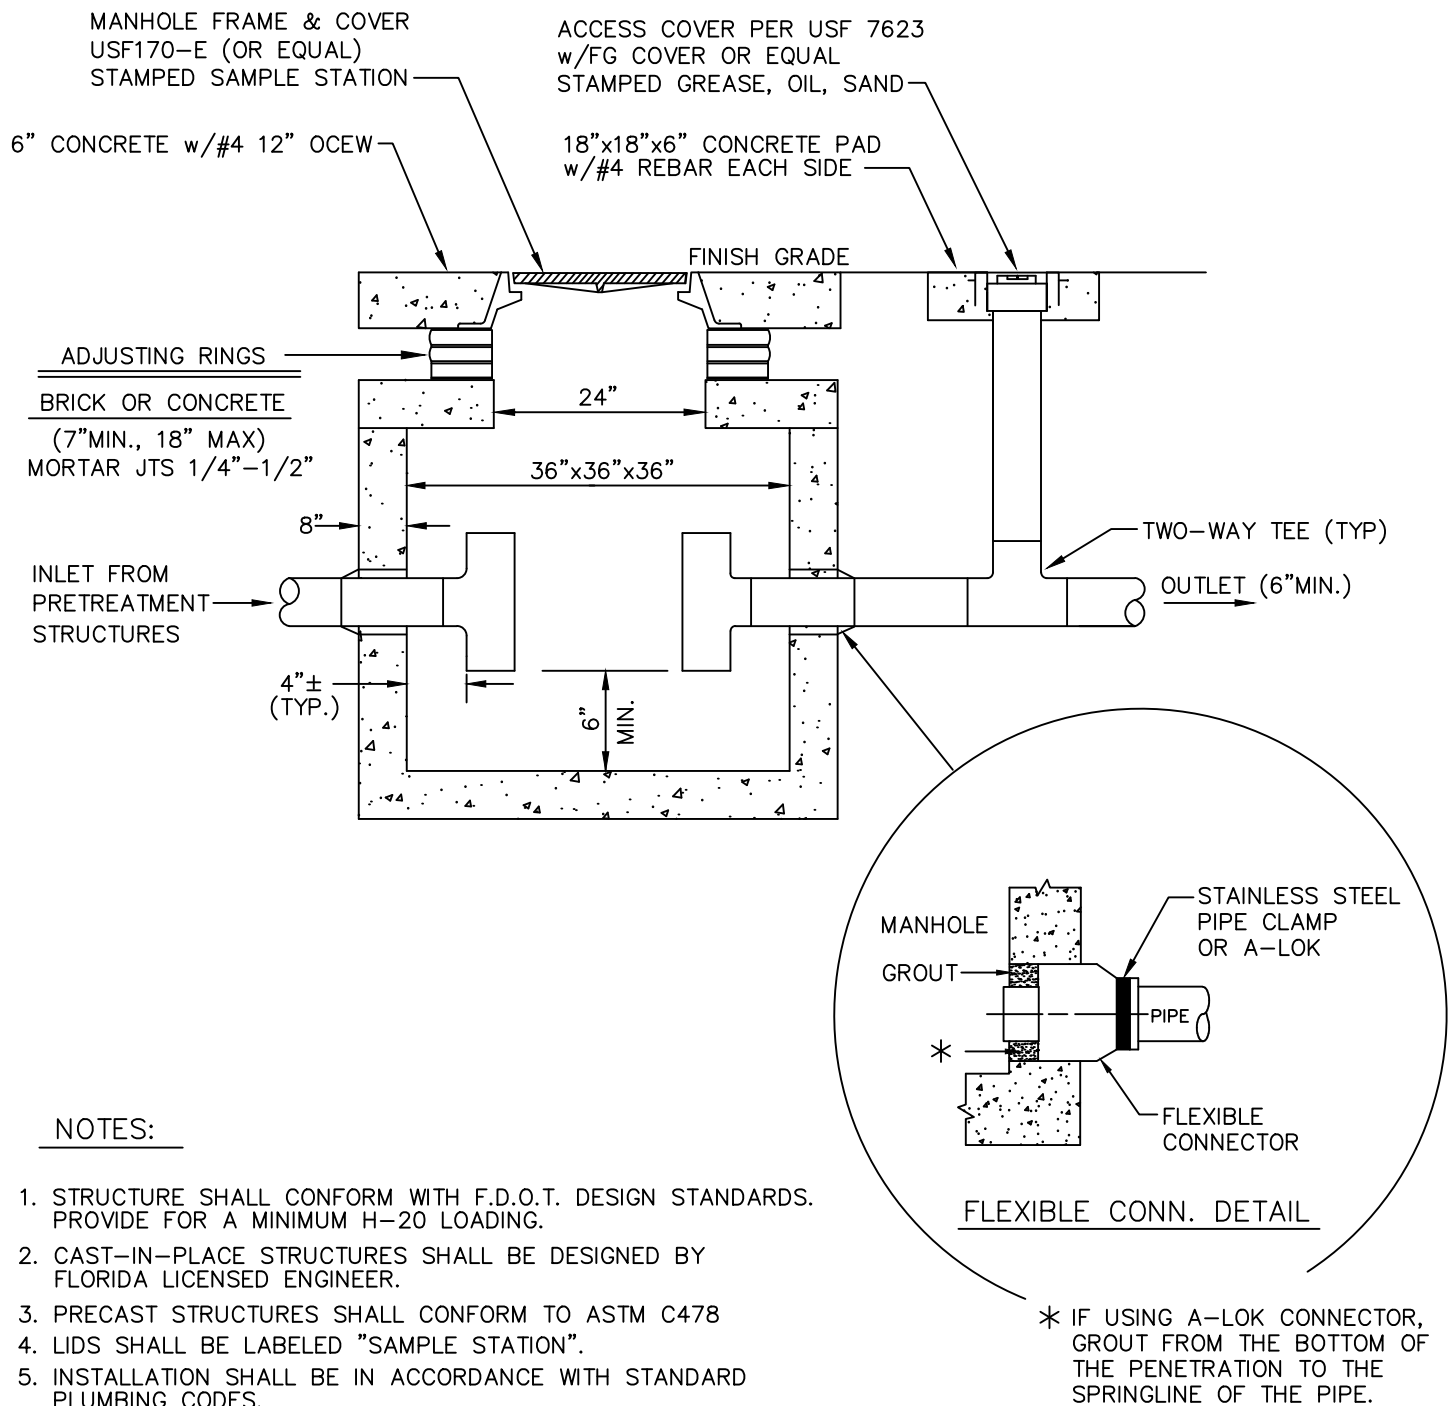 MANHOLE FRAME & COVER
USF170-E (OR EQUAL)
STAMPED SAMPLE STATION
ACCESS COVER PER USF 7623
w/FG COVER OR EQUAL
STAMPED GREASE, OIL, SAND
6" CONCRETE w/#4 12" OCEW
18"x18"x6" CONCRETE PAD
w/#4 REBAR EACH SIDE
FINISH GRADE
ADJUSTING RINGS
BRICK OR CONCRETE
(7"MIN., 18" MAX)
MORTAR JTS 1/4"-1/2"
24"
36"x36"x36"
8"
TWO-WAY TEE (TYP)
INLET FROM
PRETREATMENT
STRUCTURES
OUTLET (6"MIN.)
4"±
(TYP.)
6"
MIN.
MANHOLE
GROUT
STAINLESS STEEL
PIPE CLAMP
OR A-LOK
PIPE
*
FLEXIBLE
CONNECTOR
FLEXIBLE CONN. DETAIL
NOTES:
1. STRUCTURE SHALL CONFORM WITH F.D.O.T. DESIGN STANDARDS.
PROVIDE FOR A MINIMUM H-20 LOADING.
2. CAST-IN-PLACE STRUCTURES SHALL BE DESIGNED BY
FLORIDA LICENSED ENGINEER.
3. PRECAST STRUCTURES SHALL CONFORM TO ASTM C478
4. LIDS SHALL BE LABELED "SAMPLE STATION".
5. INSTALLATION SHALL BE IN ACCORDANCE WITH STANDARD
PLUMBING CODES.
* IF USING A-LOK CONNECTOR,
GROUT FROM THE BOTTOM OF
THE PENETRATION TO THE
SPRINGLINE OF THE PIPE.